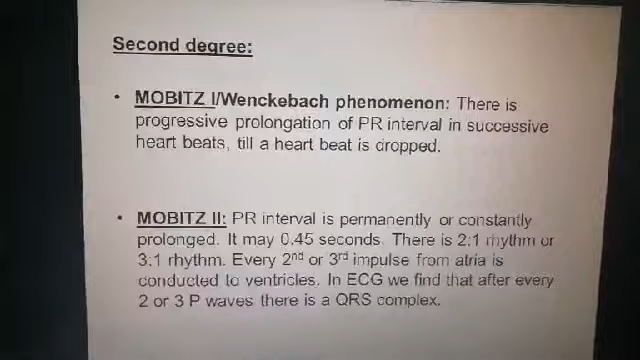 Second degree:
• MOBITZ I/Wenckebach phenomenon: There is
progressive prolongation of PR interval in successive
heart beats, till a heart beat is dropped.
• MOBITZ II: PR interval is permanently or constantly
prolonged. It may 0.45 seconds. There is 2:1 rhythm or
3:1 rhythm. Every 2nd or 3rd impulse from atria is
conducted to ventricles. In ECG we find that after every
2 or 3 P waves there is a QRS complex.